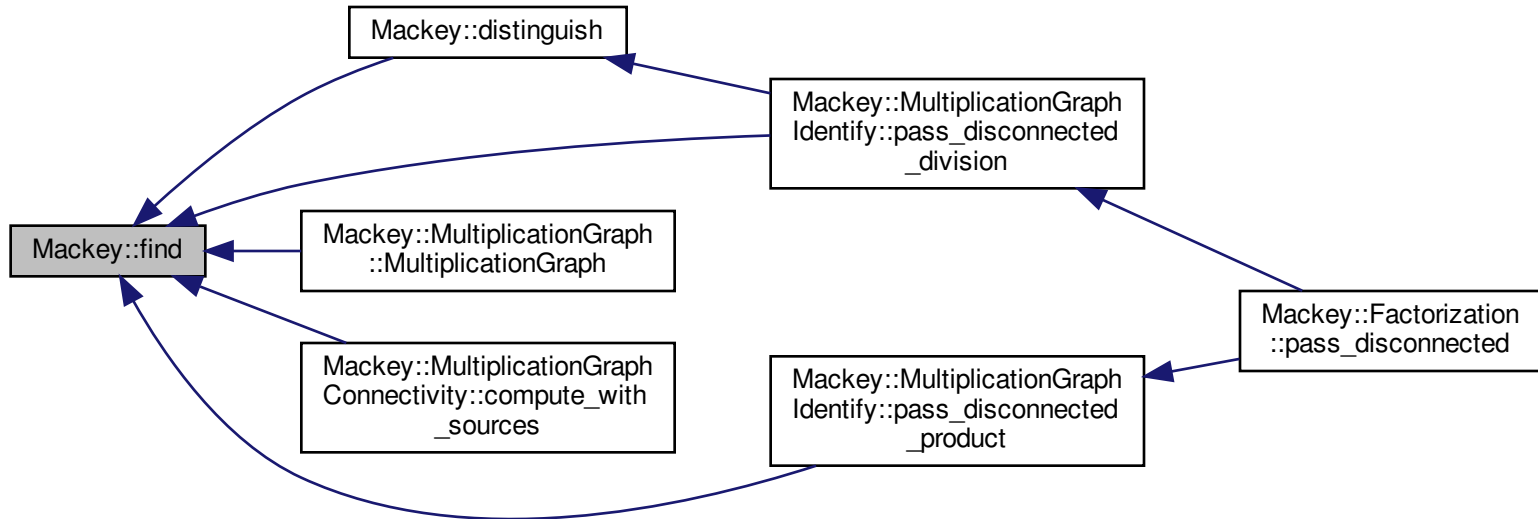 Mackey::distinguish
Mackey::MultiplicationGraph
Identify::pass_disconnected
_division
Mackey::find
Mackey::MultiplicationGraph
::MultiplicationGraph
Mackey::MultiplicationGraph
Connectivity::compute_with
_sources
Mackey::MultiplicationGraph
Identify::pass_disconnected
_product
Mackey::Factorization
::pass_disconnected